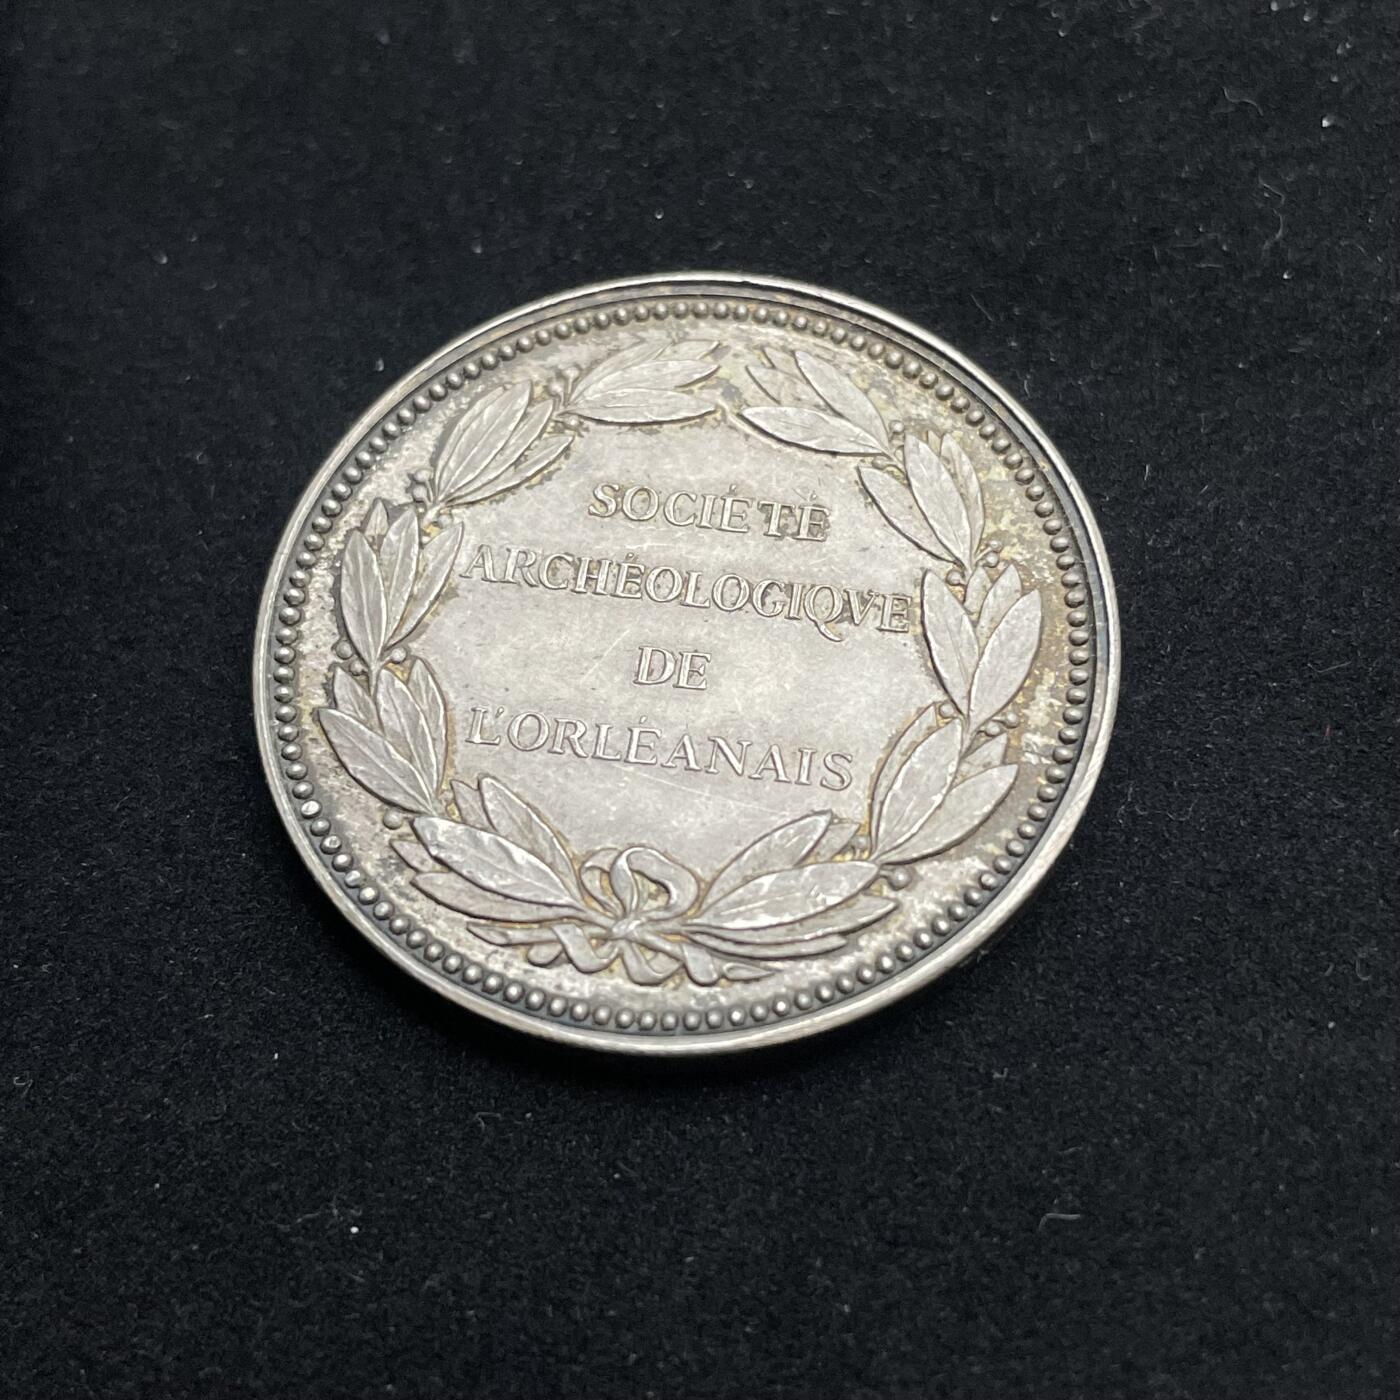 SOCIÉTÉ
ARCHÉOLOGIQVE
DE
L'ORLÉANAIS